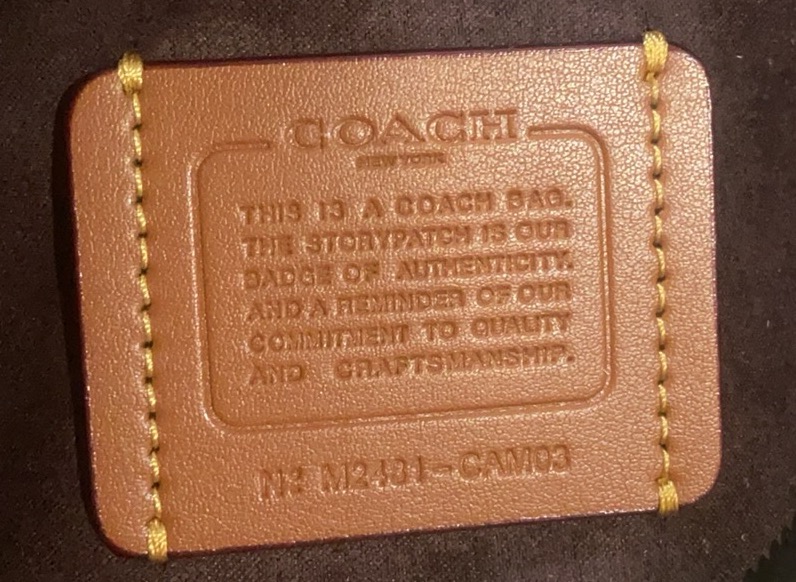 COACH
NEW YORK
THIS IS A COACH BAG.
THE STORYPATCH IS OUR
BADGE OF AUTHENTICITY.
AND A REMINDER OF OUR
COMMITMENT TO QUALITY
AND CRAFTSMANSHIP.
Nº M2481-CAM03